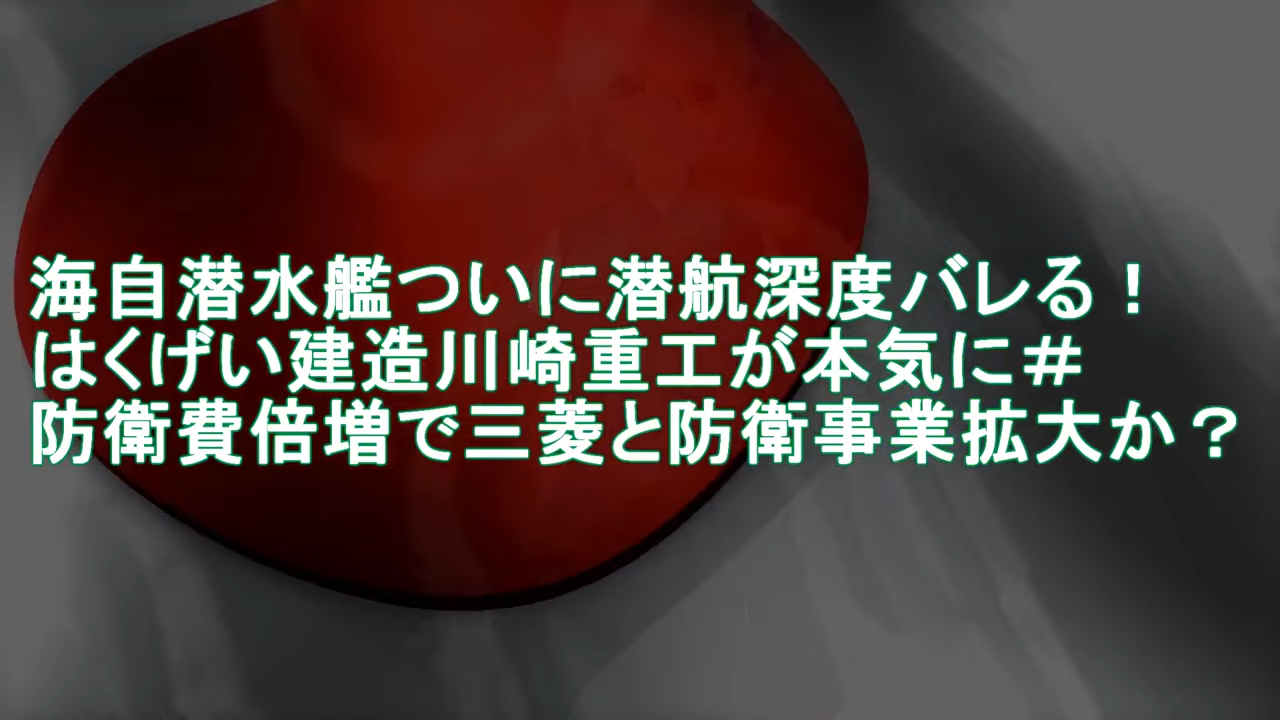 海自潜水艦ついに潜航深度バレる！
はくげい建造川崎重工が本気に＃
防衛費倍増で三菱と防衛事業拡大か？